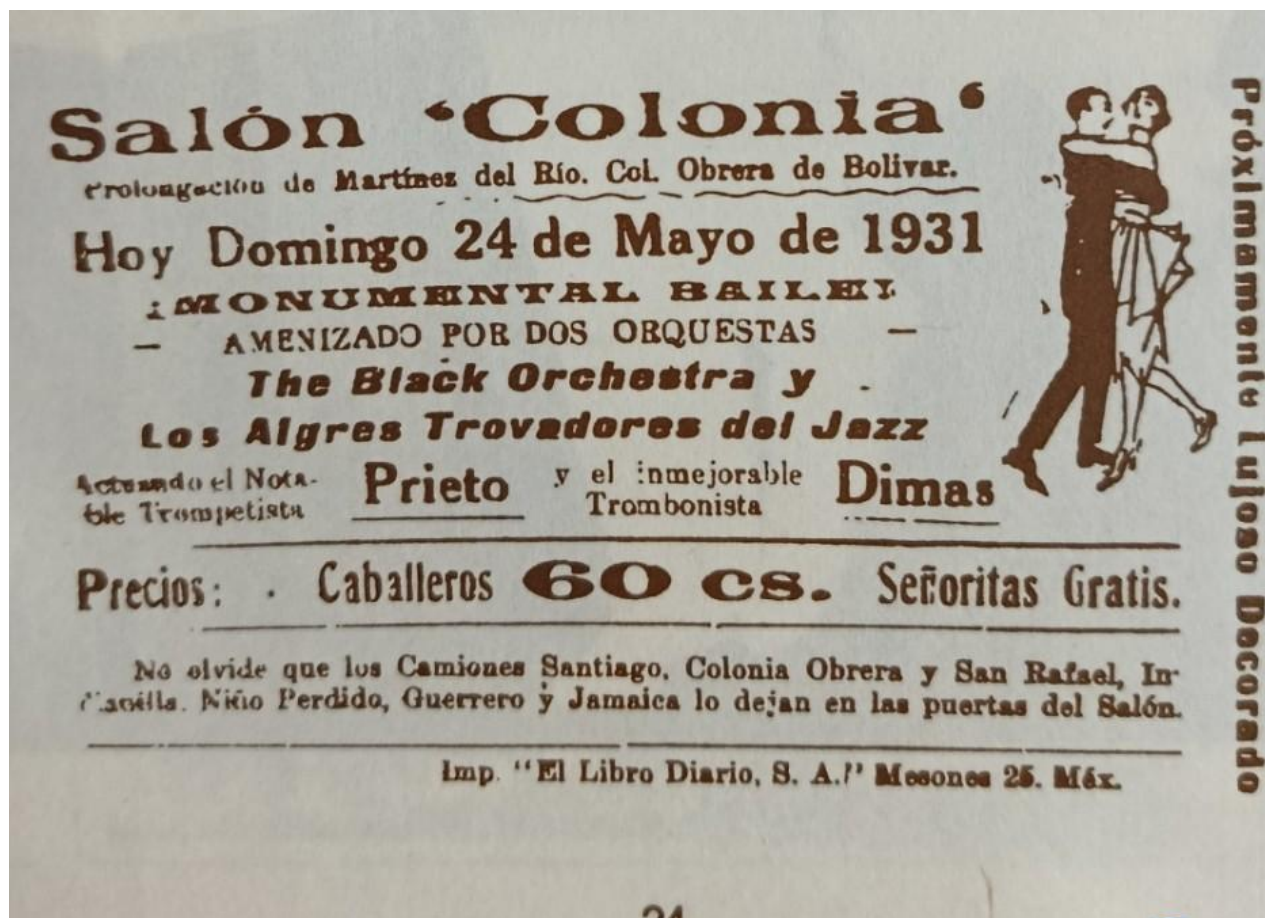 Salón ‘Colonia‘
Prolongación de Martínez del Río. Col. Obrera de Bolivar.
Hoy Domingo 24 de Mayo de 1931
¡MONUMENTAL BAILE!
— AMENIZADO POR DOS ORQUESTAS —
The Black Orchestra y
Los Algres Trovadores del Jazz
Actuando el Nota-
ble Trompetista
Prieto
y el inmejorable
Trombonista
Dimas
Precios: Caballeros 60 cs. Señoritas Gratis.
No olvide que los Camiones Santiago, Colonia Obrera y San Rafael, In-
Niño Perdido, Guerrero y Jamaica lo dejan en las puertas del Salón.
Imp. "El Libro Diario, S. A." Mesones 25. Méx.
Próximamente Lujoso Decorado